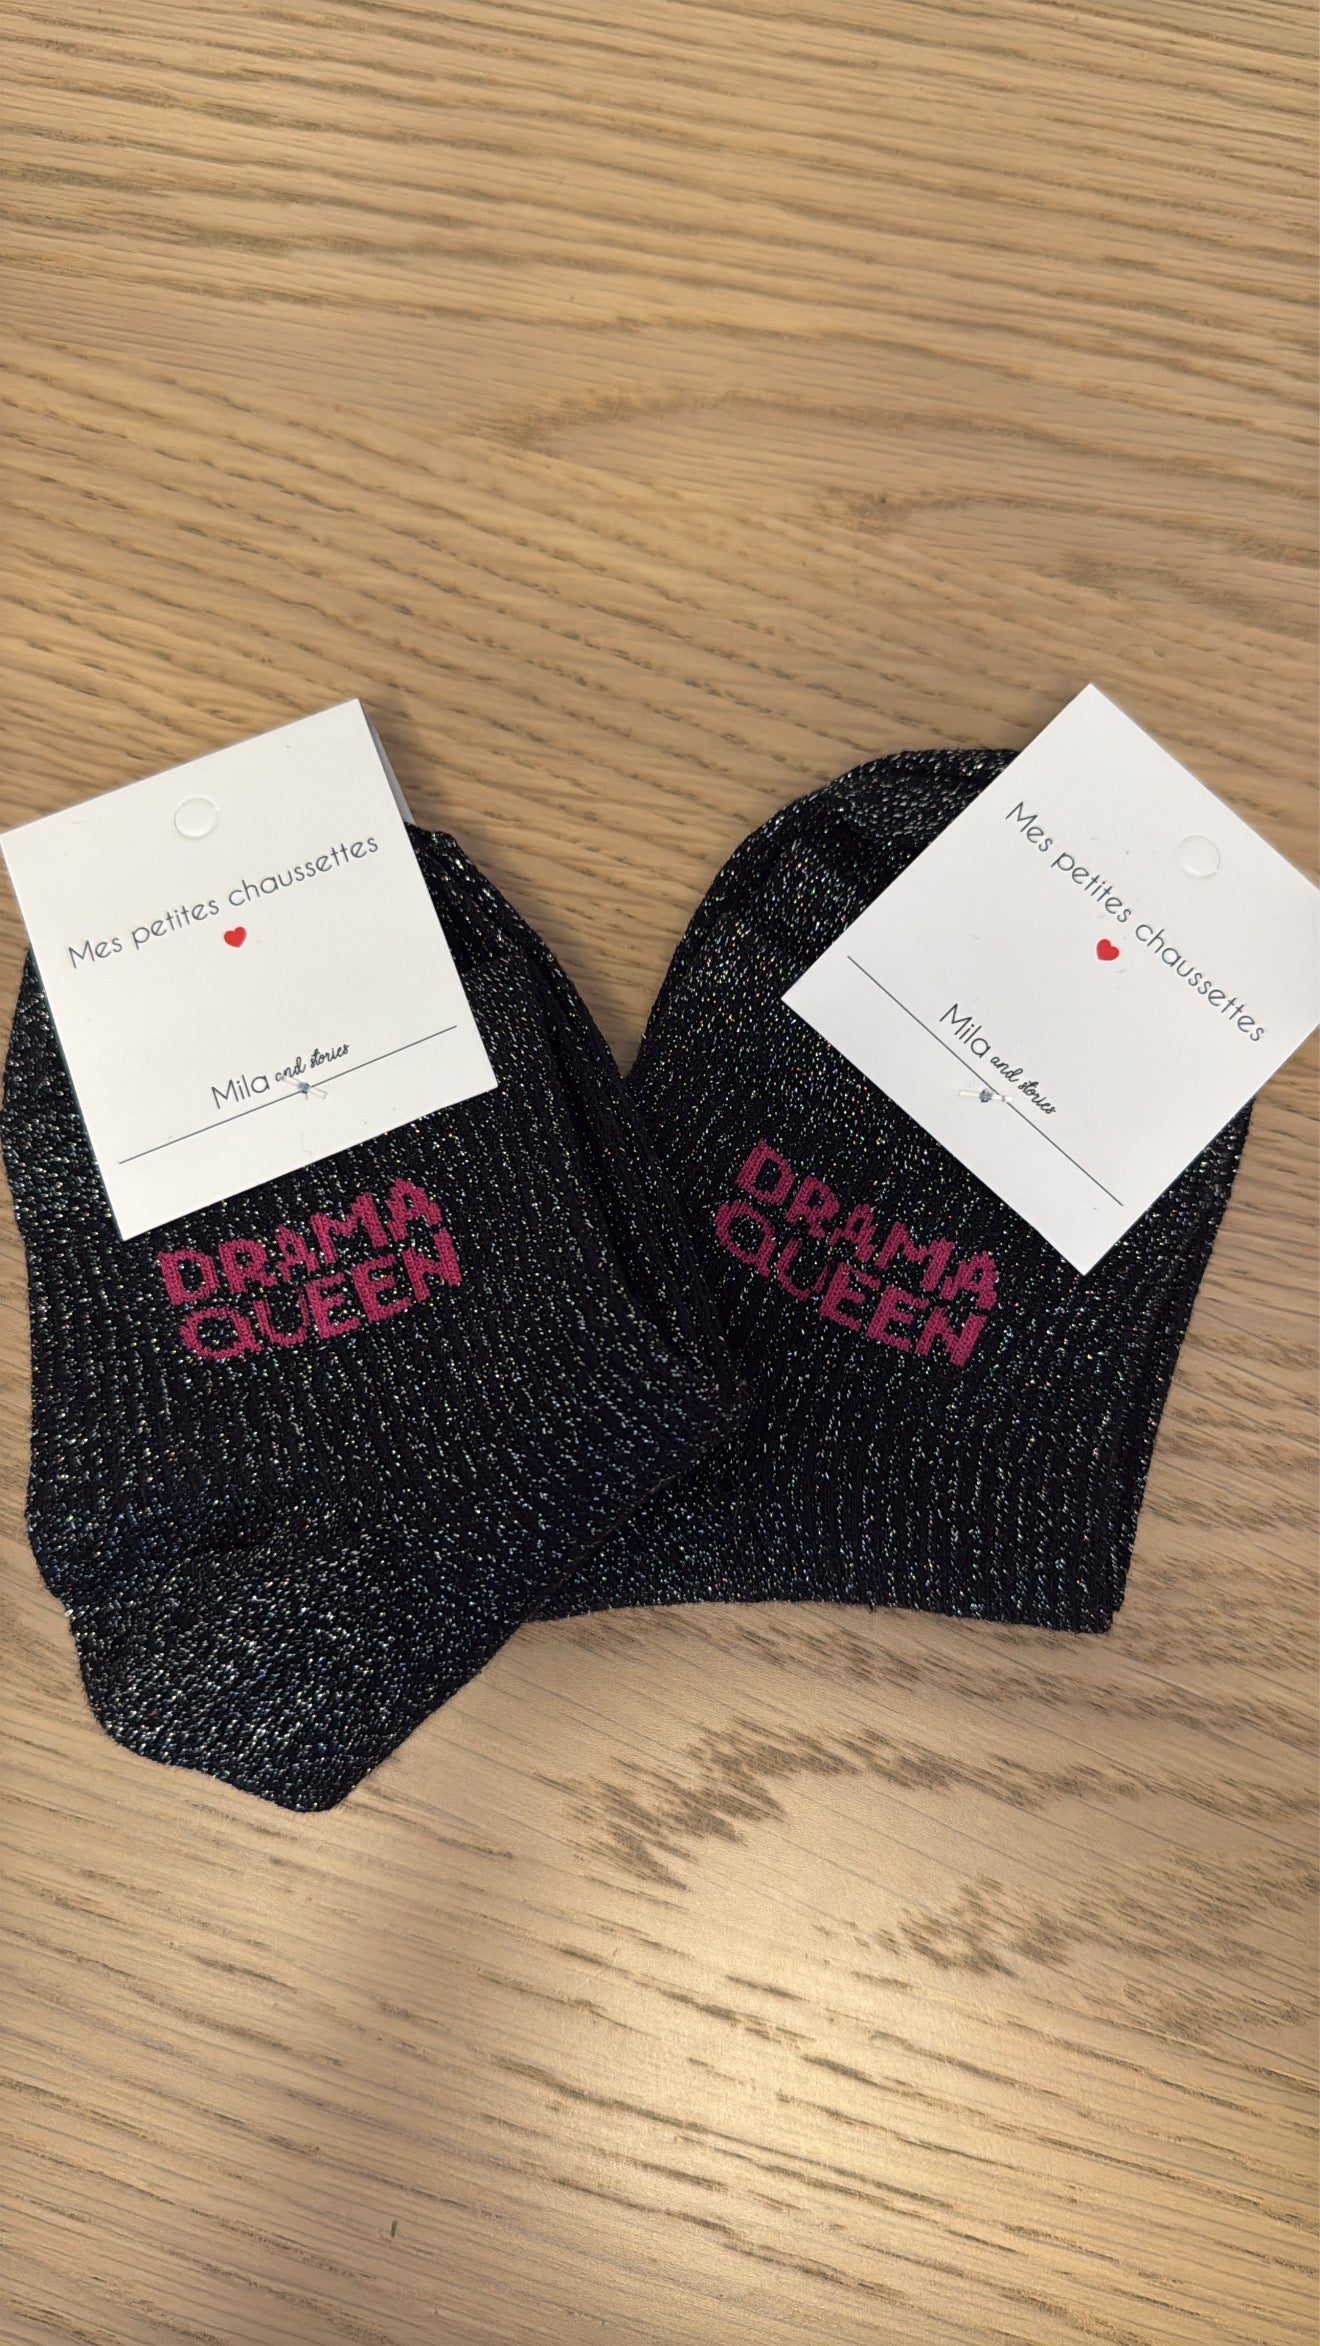 Mes petites chaussettes
Mila and stories
DRAMA
QUEEN
Mes petites chaussettes
Mila and stories
DRAMA
QUEEN